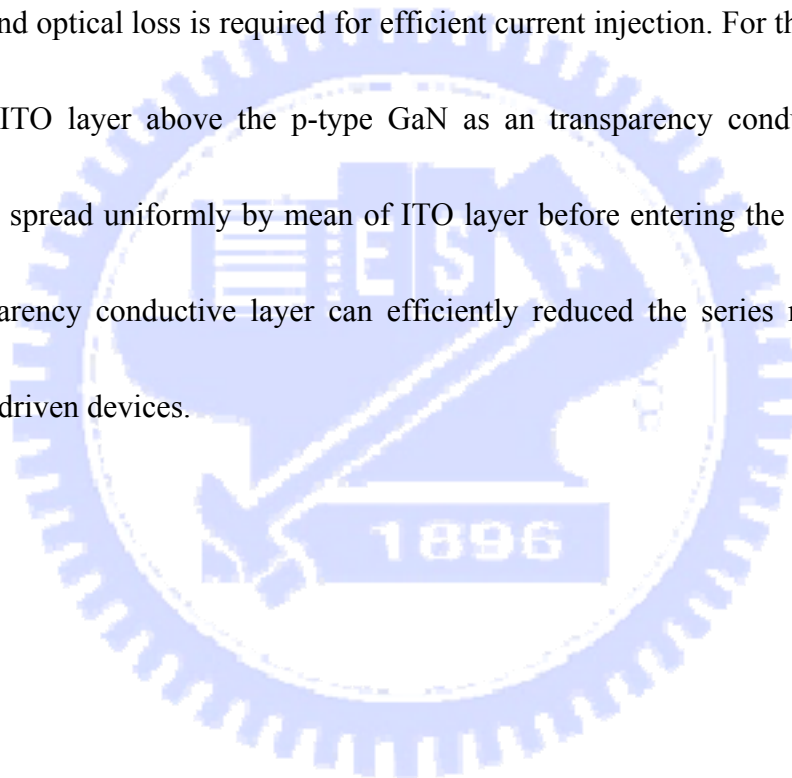 nd optical loss is required for efficient current injection. For th
ITO layer above the p-type GaN as an transparency cond
spread uniformly by mean of ITO layer before entering the
arency conductive layer can efficiently reduced the series r
driven devices.
E S A
1896